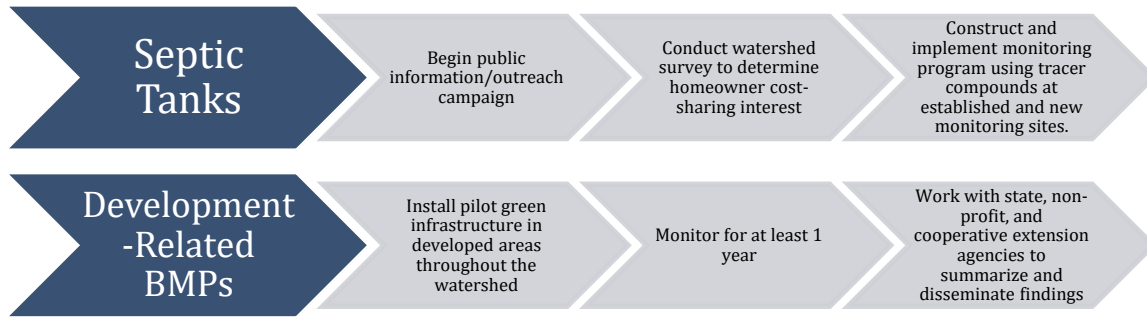 Septic
Tanks
Begin public
information/outreach
campaign
Conduct watershed
survey to determine
homeowner cost-
sharing interest
Construct and
implement monitoring
program using tracer
compounds at
established and new
monitoring sites.
Development
-Related
BMPs
Install pilot green
infrastructure in
developed areas
throughout the
watershed
Monitor for at least 1
year
Work with state, non-
profit, and
cooperative extension
agencies to
summarize and
disseminate findings